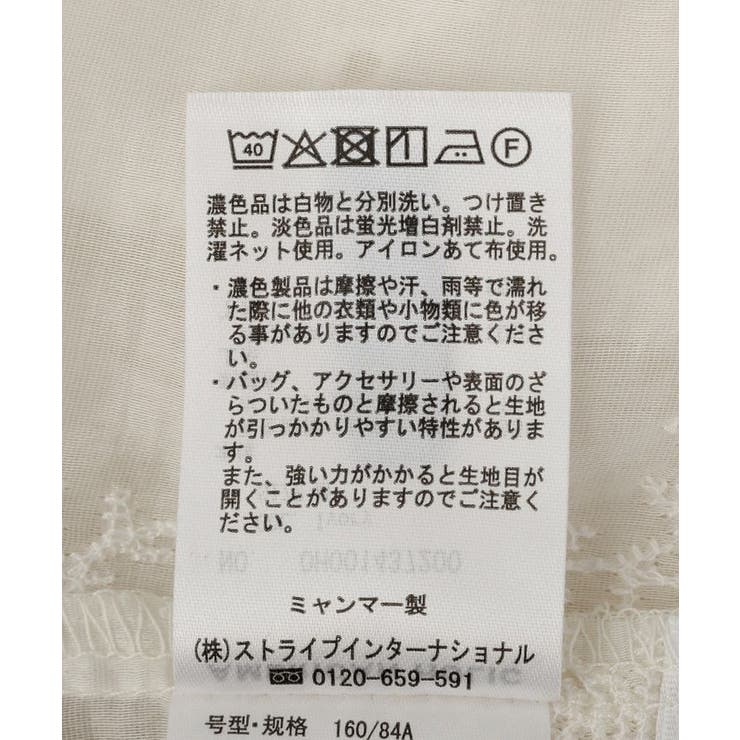 40
F
濃色品は白物と分別洗い。つけ置き
禁止。淡色品は蛍光増白剤禁止。洗
濯ネット使用。アイロンあて布使用。
・濃色製品は摩擦や汗、雨等で濡れ
た際に他の衣類や小物類に色が移
る事がありますのでご注意くださ
い。
・バッグ、アクセサリーや表面のざ
らついたものと摩擦されると生地
が引っかかりやすい特性がありま
す。
また、強い力がかかると生地目が
開くことがありますのでご注意く
ださい。
Ivory
NO 0H001437200
ミャンマー製
(株)ストライプインターナショナル
AMERICAN HOLIC
0120-659-591
号型・规格 160/84A